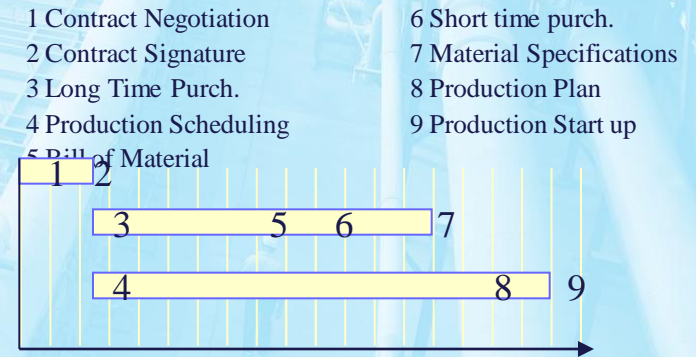 1 Contract Negotiation
2 Contract Signature
3 Long Time Purch.
4 Production Scheduling
5 Bill of Material
6 Short time purch.
7 Material Specifications
8 Production Plan
9 Production Start up
1 2
3 5 6 7
4 8 9